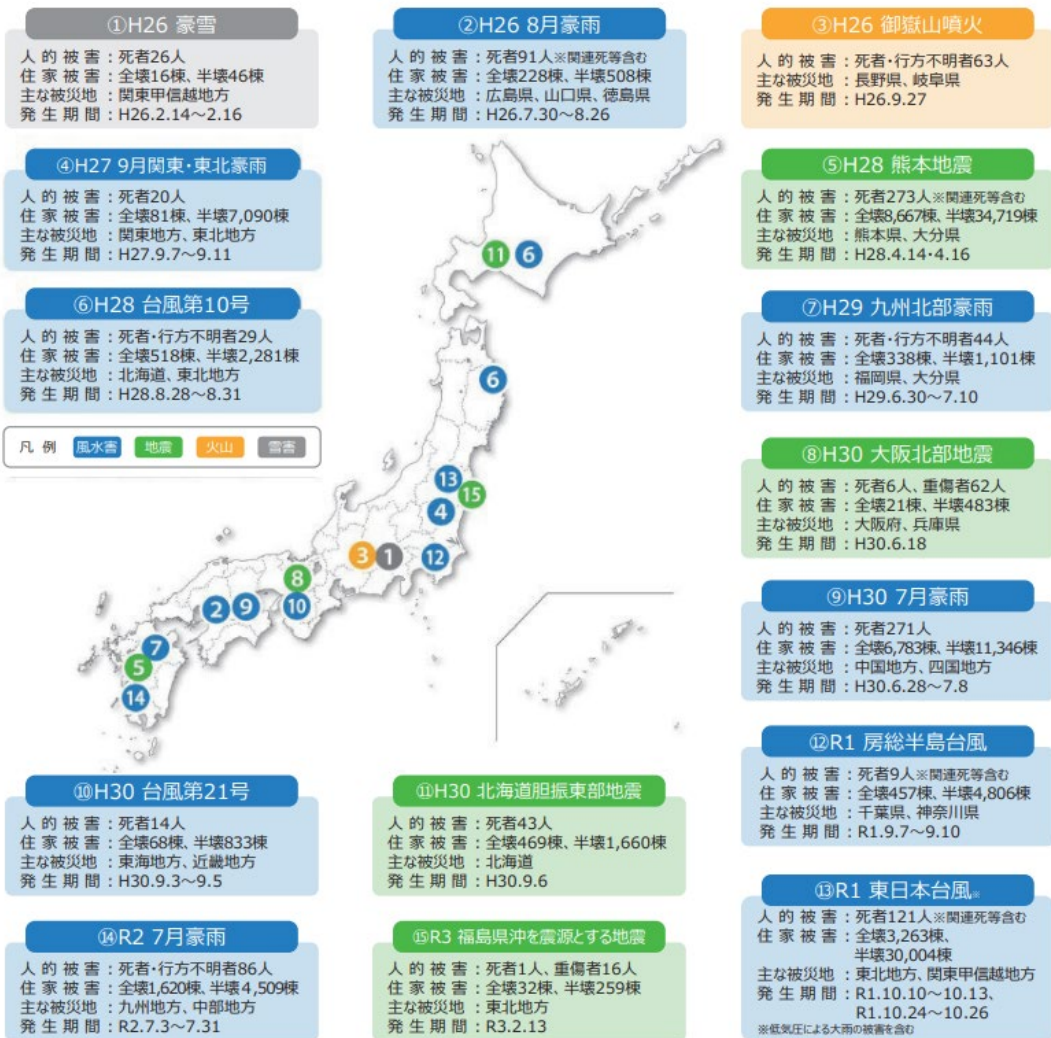 ①H26 豪雪
人的被害：死者26人
住家被害：全壊16棟、半壊46棟
主な被災地：関東甲信越地方
発生期間：H26.2.14～2.16
②H26 8月豪雨
人的被害：死者91人※関連死等含む
住家被害：全壊228棟、半壊508棟
主な被災地：広島県、山口県、徳島県
発生期間：H26.7.30～8.26
③H26 御嶽山噴火
人的被害：死者・行方不明者63人
主な被災地：長野県、岐阜県
発生期間：H26.9.27
④H27 9月関東・東北豪雨
人的被害：死者20人
住家被害：全壊81棟、半壊7,090棟
主な被災地：関東地方、東北地方
発生期間：H27.9.7～9.11
⑤H28 熊本地震
人的被害：死者273人※関連死等含む
住家被害：全壊8,667棟、半壊34,719棟
主な被災地：熊本県、大分県
発生期間：H28.4.14・4.16
⑥H28 台風第10号
人的被害：死者・行方不明者29人
住家被害：全壊518棟、半壊2,281棟
主な被災地：北海道、東北地方
発生期間：H28.8.28～8.31
⑦H29 九州北部豪雨
人的被害：死者・行方不明者44人
住家被害：全壊338棟、半壊1,101棟
主な被災地：福岡県、大分県
発生期間：H29.6.30～7.10
凡例 風水害 地震 火山 雪害
⑧H30 大阪北部地震
人的被害：死者6人、重傷者62人
住家被害：全壊21棟、半壊483棟
主な被災地：大阪府、兵庫県
発生期間：H30.6.18
⑨H30 7月豪雨
人的被害：死者271人
住家被害：全壊6,783棟、半壊11,346棟
主な被災地：中国地方、四国地方
発生期間：H30.6.28～7.8
11 6
6
13
15
4
3 1 12
8
2 9 10
7
5
14
⑩H30 台風第21号
人的被害：死者14人
住家被害：全壊68棟、半壊833棟
主な被災地：東海地方、近畿地方
発生期間：H30.9.3～9.5
⑪H30 北海道胆振東部地震
人的被害：死者43人
住家被害：全壊469棟、半壊1,660棟
主な被災地：北海道
発生期間：H30.9.6
⑫R1 房総半島台風
人的被害：死者9人※関連死等含む
住家被害：全壊457棟、半壊4,806棟
主な被災地：千葉県、神奈川県
発生期間：R1.9.7～9.10
⑬R1 東日本台風※
人的被害：死者121人※関連死等含む
住家被害：全壊3,263棟、
半壊30,004棟
主な被災地：東北地方、関東甲信越地方
発生期間：R1.10.10～10.13、
R1.10.24～10.26
※低気圧による大雨の被害を含む
⑭R2 7月豪雨
人的被害：死者・行方不明者86人
住家被害：全壊1,620棟、半壊4,509棟
主な被災地：九州地方、中部地方
発生期間：R2.7.3～7.31
⑮R3 福島県沖を震源とする地震
人的被害：死者1人、重傷者16人
住家被害：全壊32棟、半壊259棟
主な被災地：東北地方
発生期間：R3.2.13